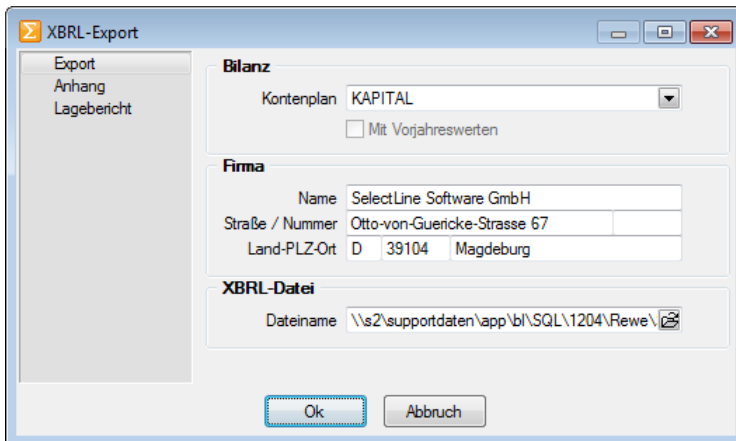 XBRL-Export
Export
Anhang
Lagebericht
Bilanz
Kontenplan KAPITAL
Mit Vorjahreswerten
Firma
Name SelectLine Software GmbH
Straße / Nummer Otto-von-Guericke-Strasse 67
Land-PLZ-Ort D 39104 Magdeburg
XBRL-Datei
Dateiname \\s2\supportdaten\app\bl\SQL\1204\Rewe\
Ok Abbruch